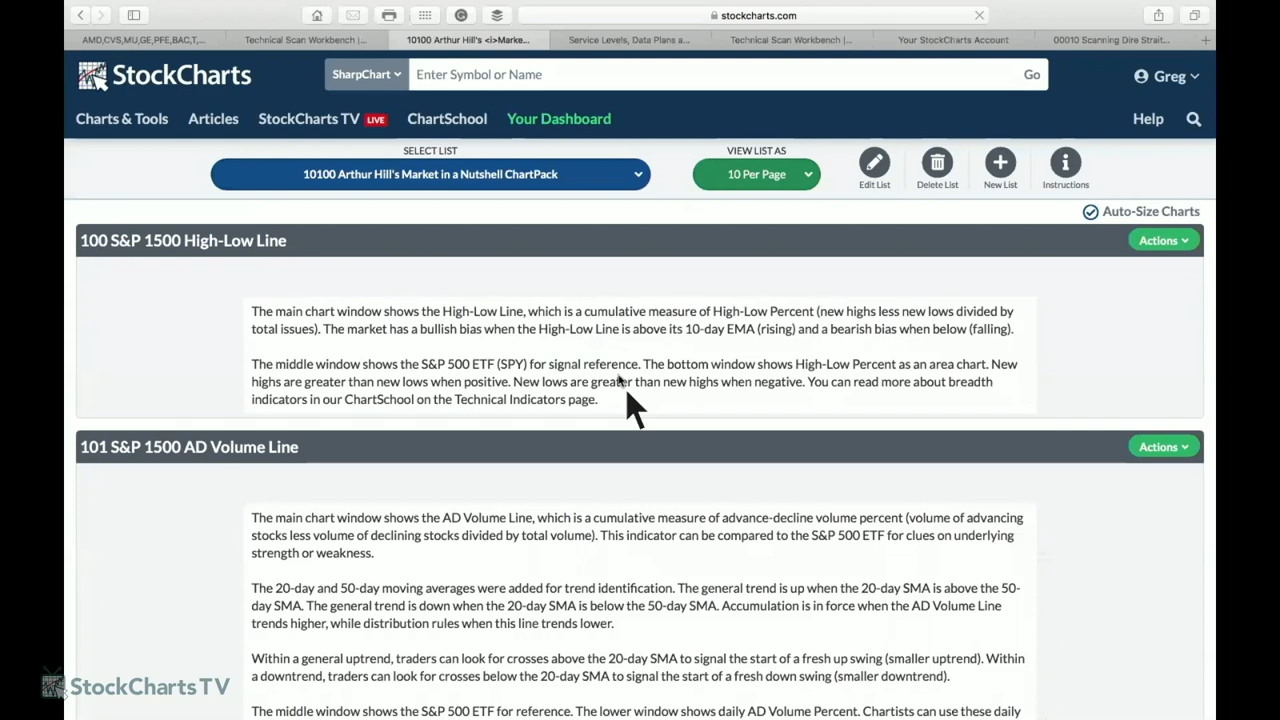 stockcharts.com
AMD,CVS,MU,GE,PFE,BAC,T,...
Technical Scan Workbench |...
10100 Arthur Hill's <i>Marke...
Service Levels, Data Plans a...
Technical Scan Workbench |...
Your StockCharts Account
00010 Scanning Dire Strait...
StockCharts
SharpChart
Enter Symbol or Name
Go
Greg
Charts & Tools
Articles
StockCharts TV LIVE
ChartSchool
Your Dashboard
Help
SELECT LIST
10100 Arthur Hill's Market in a Nutshell ChartPack
VIEW LIST AS
10 Per Page
Edit List
Delete List
New List
Instructions
Auto-Size Charts
100 S&P 1500 High-Low Line
Actions
The main chart window shows the High-Low Line, which is a cumulative measure of High-Low Percent (new highs less new lows divided by
total issues). The market has a bullish bias when the High-Low Line is above its 10-day EMA (rising) and a bearish bias when below (falling).
The middle window shows the S&P 500 ETF (SPY) for signal reference. The bottom window shows High-Low Percent as an area chart. New
highs are greater than new lows when positive. New lows are greater than new highs when negative. You can read more about breadth
indicators in our ChartSchool on the Technical Indicators page.
101 S&P 1500 AD Volume Line
Actions
The main chart window shows the AD Volume Line, which is a cumulative measure of advance-decline volume percent (volume of advancing
stocks less volume of declining stocks divided by total volume). This indicator can be compared to the S&P 500 ETF for clues on underlying
strength or weakness.
The 20-day and 50-day moving averages were added for trend identification. The general trend is up when the 20-day SMA is above the 50-
day SMA. The general trend is down when the 20-day SMA is below the 50-day SMA. Accumulation is in force when the AD Volume Line
trends higher, while distribution rules when this line trends lower.
Within a general uptrend, traders can look for crosses above the 20-day SMA to signal the start of a fresh up swing (smaller uptrend). Within
a downtrend, traders can look for crosses below the 20-day SMA to signal the start of a fresh down swing (smaller downtrend).
The middle window shows the S&P 500 ETF for reference. The lower window shows daily AD Volume Percent. Chartists can use these daily
StockCharts TV